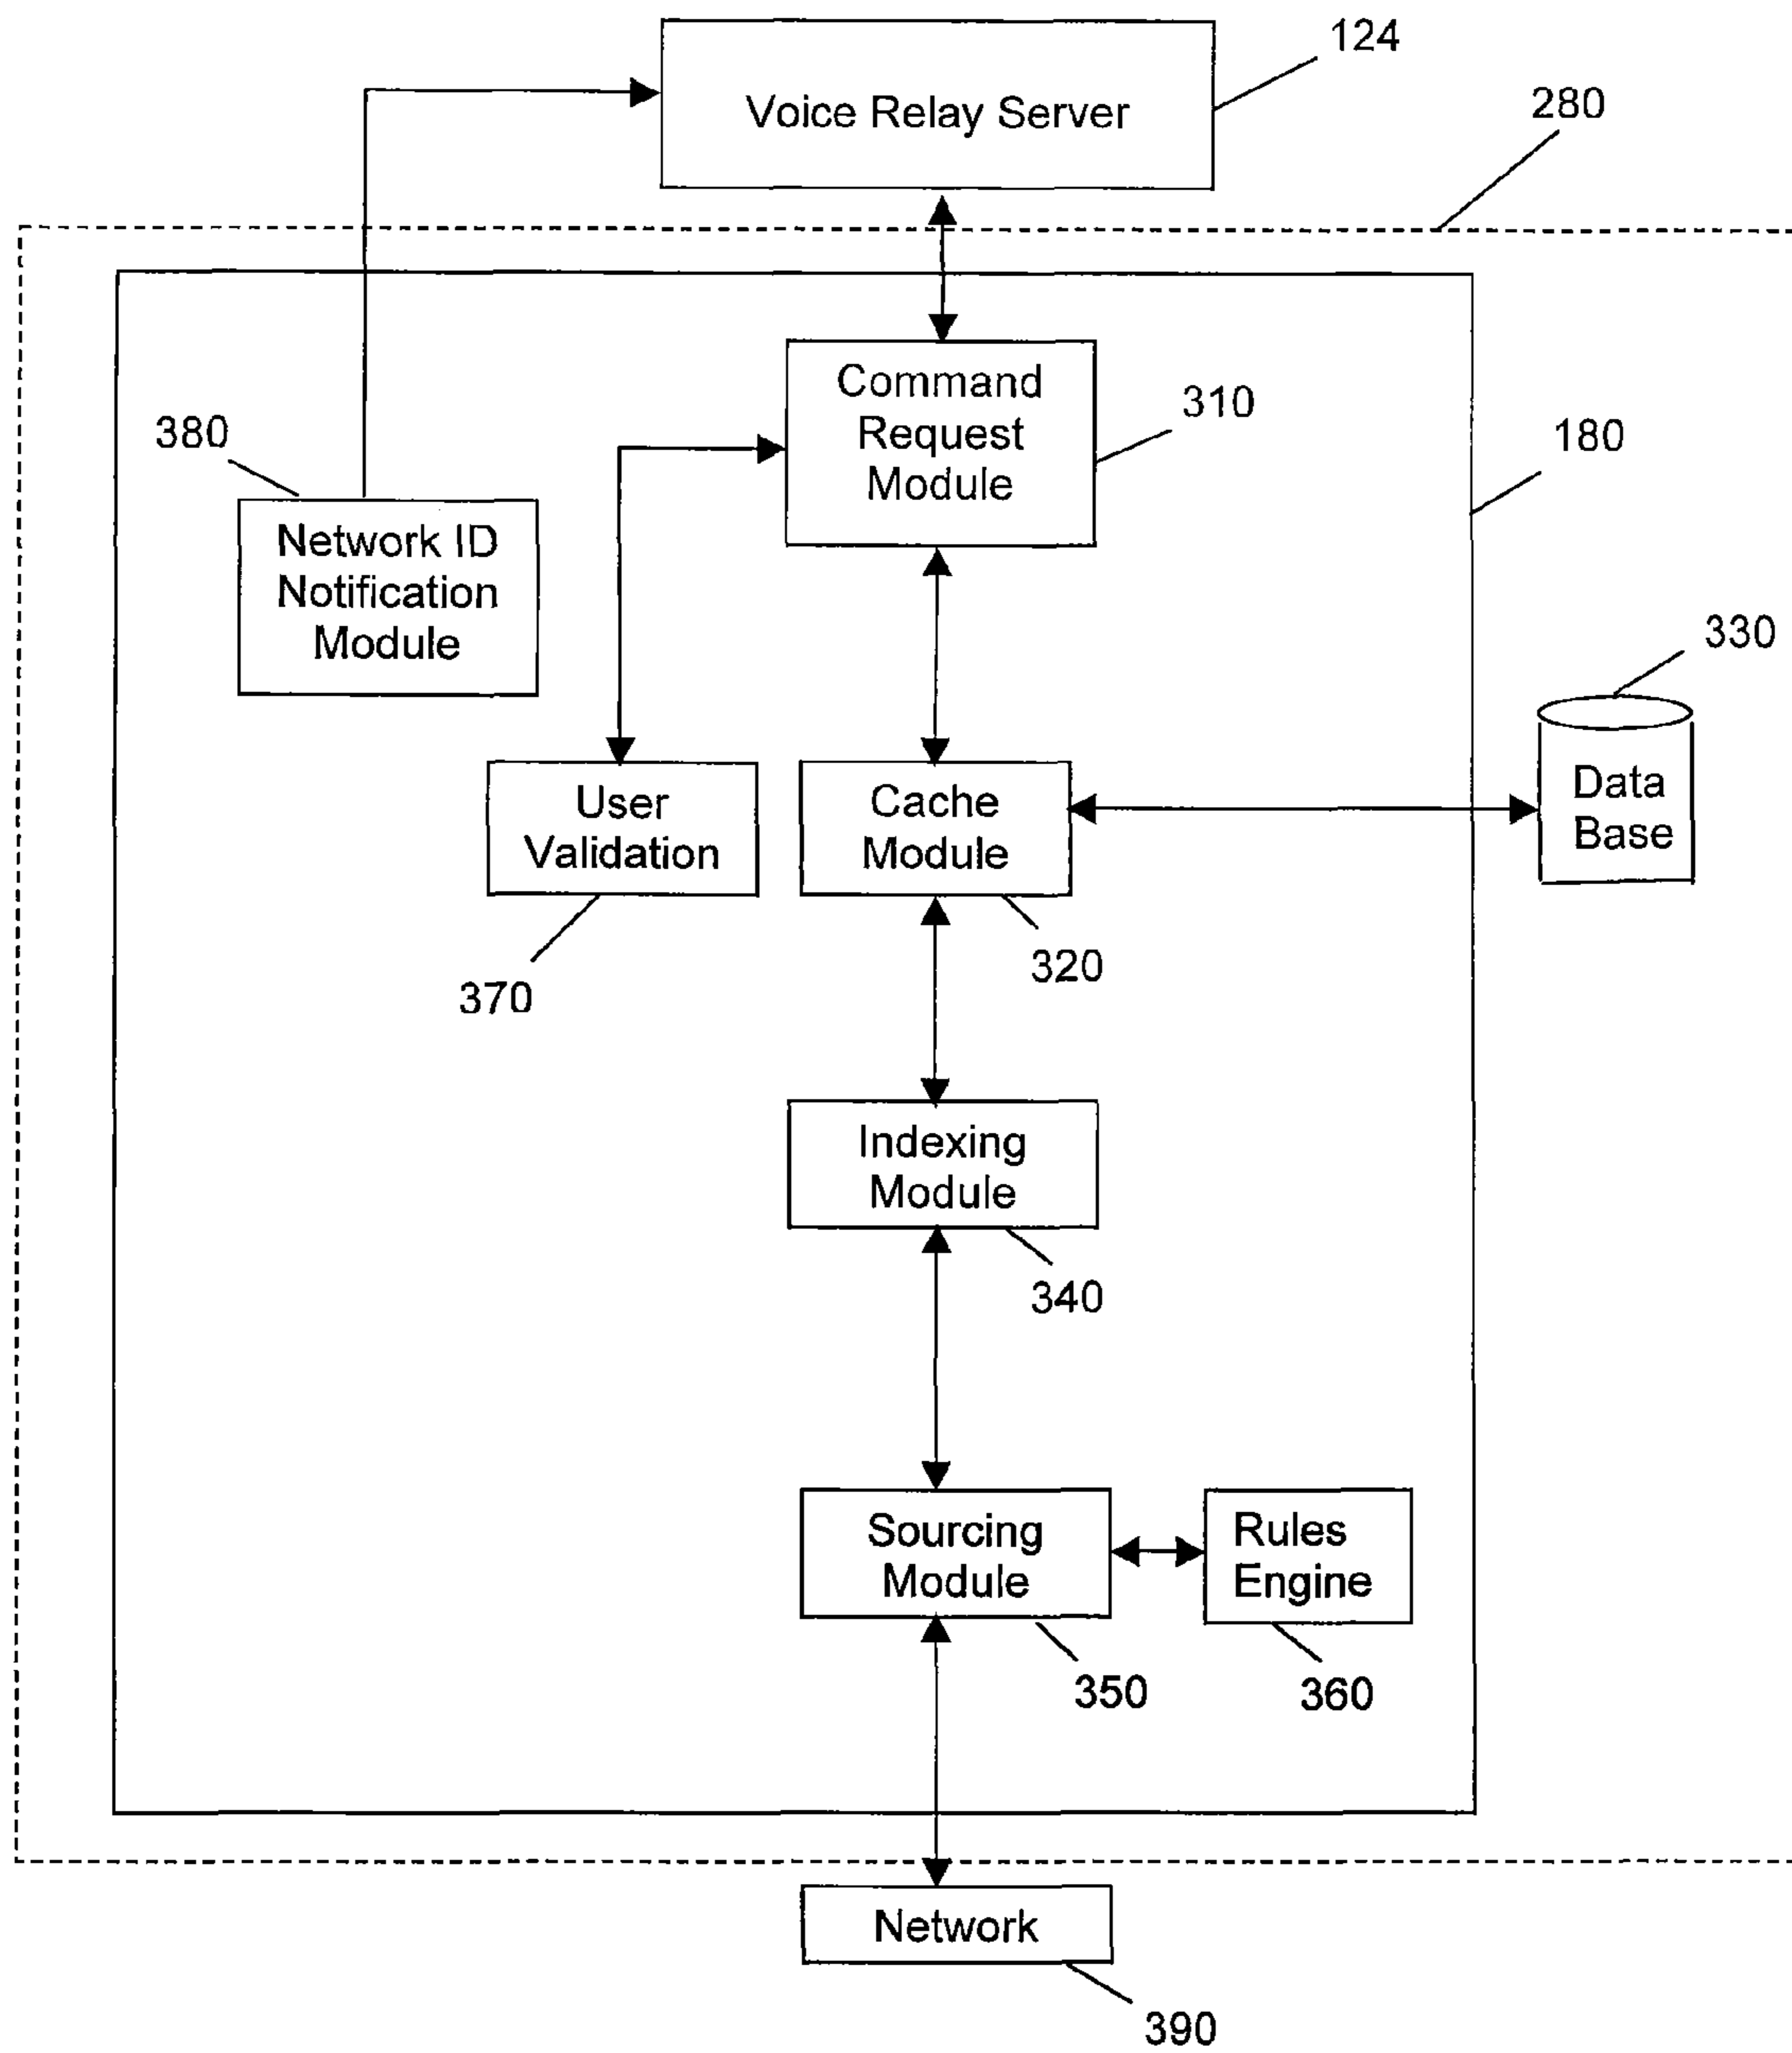 124
Voice Relay Server
280
Command
Request
Module
310
180
380
Network ID
Notification
Module
330
Data
Base
User
Validation
Cache
Module
320
370
Indexing
Module
340
Sourcing
Module
Rules
Engine
350
360
Network
390